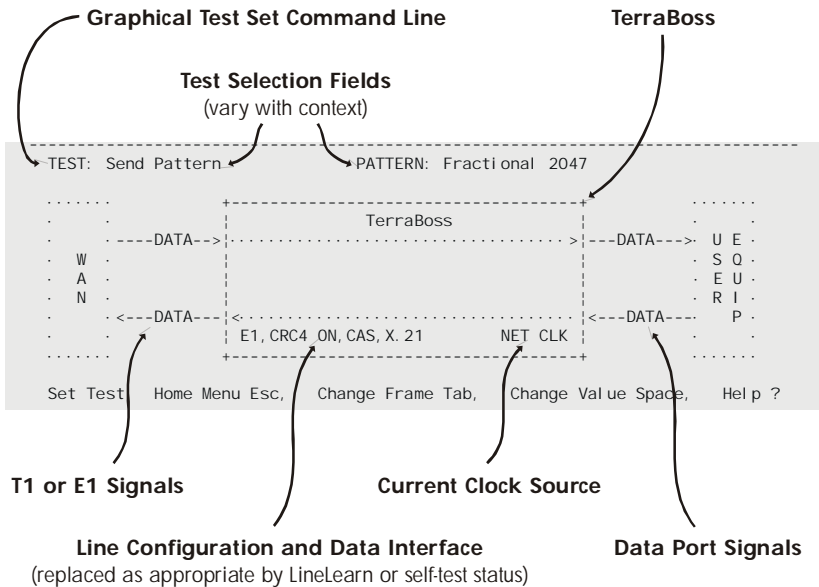 Graphical Test Set Command Line
TerraBoss
Test Selection Fields
(vary with context)
TEST: Send Pattern
PATTERN: Fractional 2047
TerraBoss
----DATA-->
---DATA---->
WAN
USER EQUIP
<---DATA----
<---DATA----
E1,CRC4 ON,CAS,X.21
NET CLK
Set Test, Home Menu Esc, Change Frame Tab, Change Value Space, Help ?
T1 or E1 Signals
Current Clock Source
Line Configuration and Data Interface
(replaced as appropriate by LineLearn or self-test status)
Data Port Signals